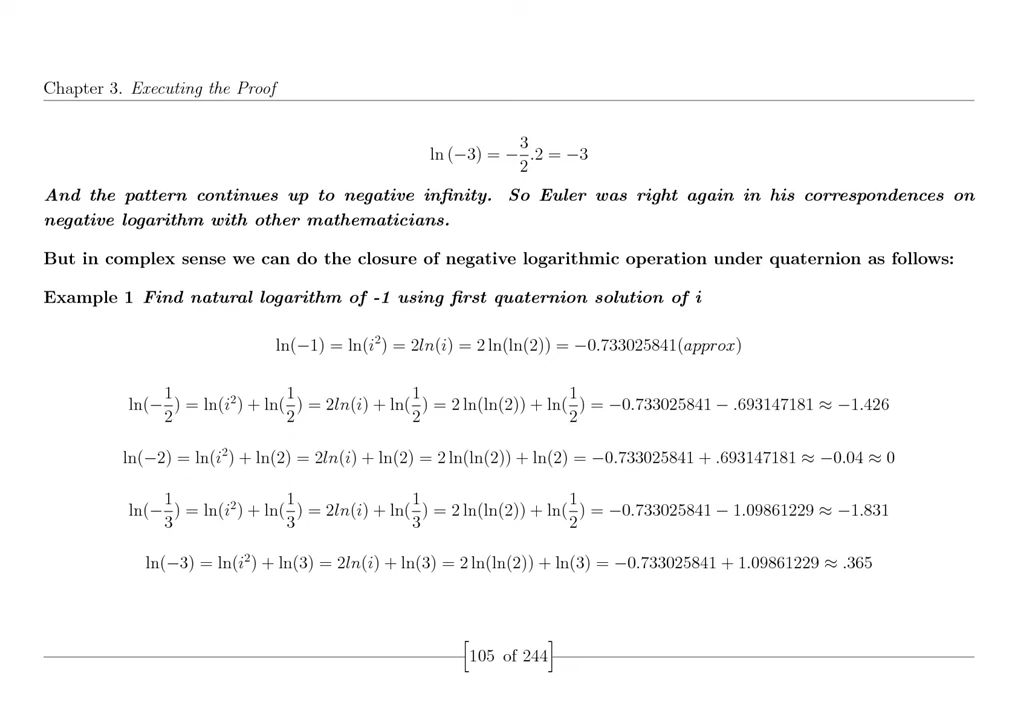 Chapter 3. Executing the Proof
ln (−3) = −3/2.2 = −3
And the pattern continues up to negative infinity. So Euler was right again in his correspondences on
negative logarithm with other mathematicians.
But in complex sense we can do the closure of negative logarithmic operation under quaternion as follows:
Example 1 Find natural logarithm of -1 using first quaternion solution of i
ln(−1) = ln(i²) = 2ln(i) = 2 ln(ln(2)) = −0.733025841(approx)
ln(−1/2) = ln(i²) + ln(1/2) = 2ln(i) + ln(1/2) = 2 ln(ln(2)) + ln(1/2) = −0.733025841 − .693147181 ≈ −1.426
ln(−2) = ln(i²) + ln(2) = 2ln(i) + ln(2) = 2 ln(ln(2)) + ln(2) = −0.733025841 + .693147181 ≈ −0.04 ≈ 0
ln(−1/3) = ln(i²) + ln(1/3) = 2ln(i) + ln(1/3) = 2 ln(ln(2)) + ln(1/2) = −0.733025841 − 1.09861229 ≈ −1.831
ln(−3) = ln(i²) + ln(3) = 2ln(i) + ln(3) = 2 ln(ln(2)) + ln(3) = −0.733025841 + 1.09861229 ≈ .365
[105 of 244]